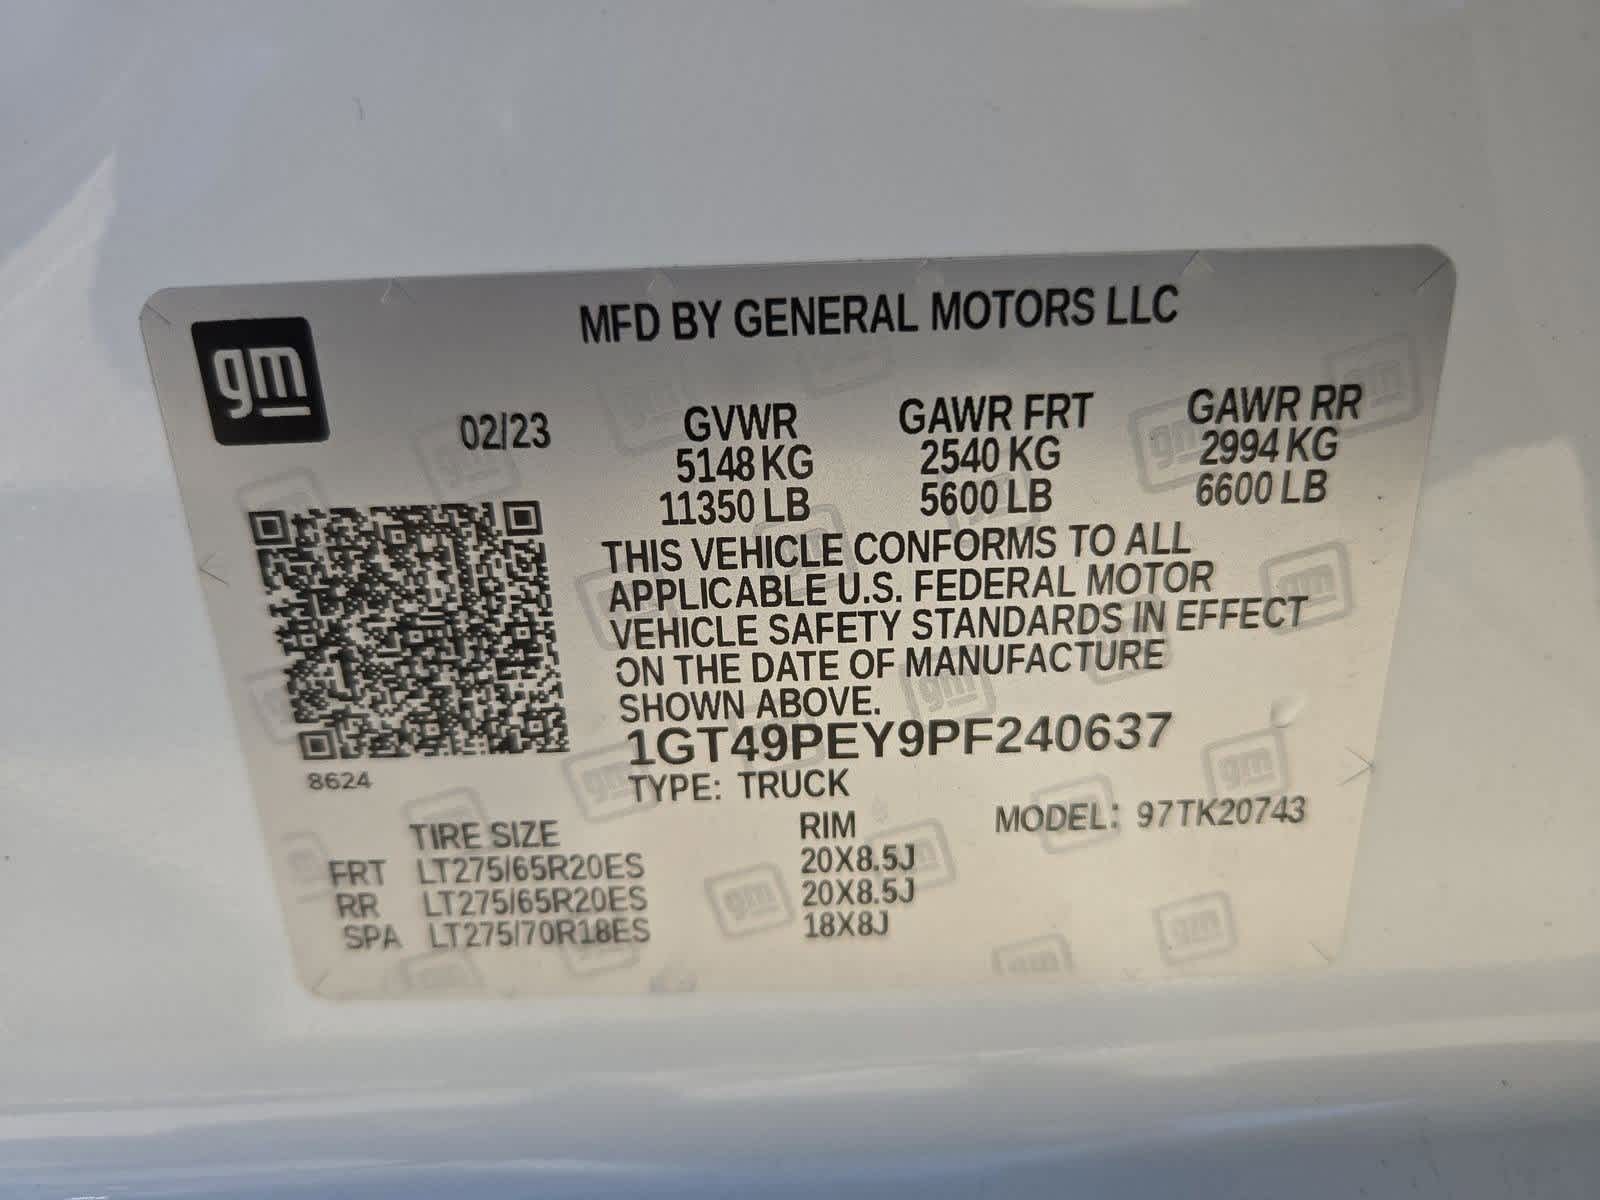 gm
MFD BY GENERAL MOTORS LLC
02/23
GVWR GAWR FRT GAWR RR
5148 KG 2540 KG 2994 KG
11350 LB 5600 LB 6600 LB
THIS VEHICLE CONFORMS TO ALL
APPLICABLE U.S. FEDERAL MOTOR
VEHICLE SAFETY STANDARDS IN EFFECT
ON THE DATE OF MANUFACTURE
SHOWN ABOVE.
1GT49PEY9PF240637
8624
TYPE: TRUCK
TIRE SIZE RIM MODEL: 97TK20743
FRT LT275/65R20ES 20X8.5J
RR LT275/65R20ES 20X8.5J
SPA LT275/70R18ES 18X8J